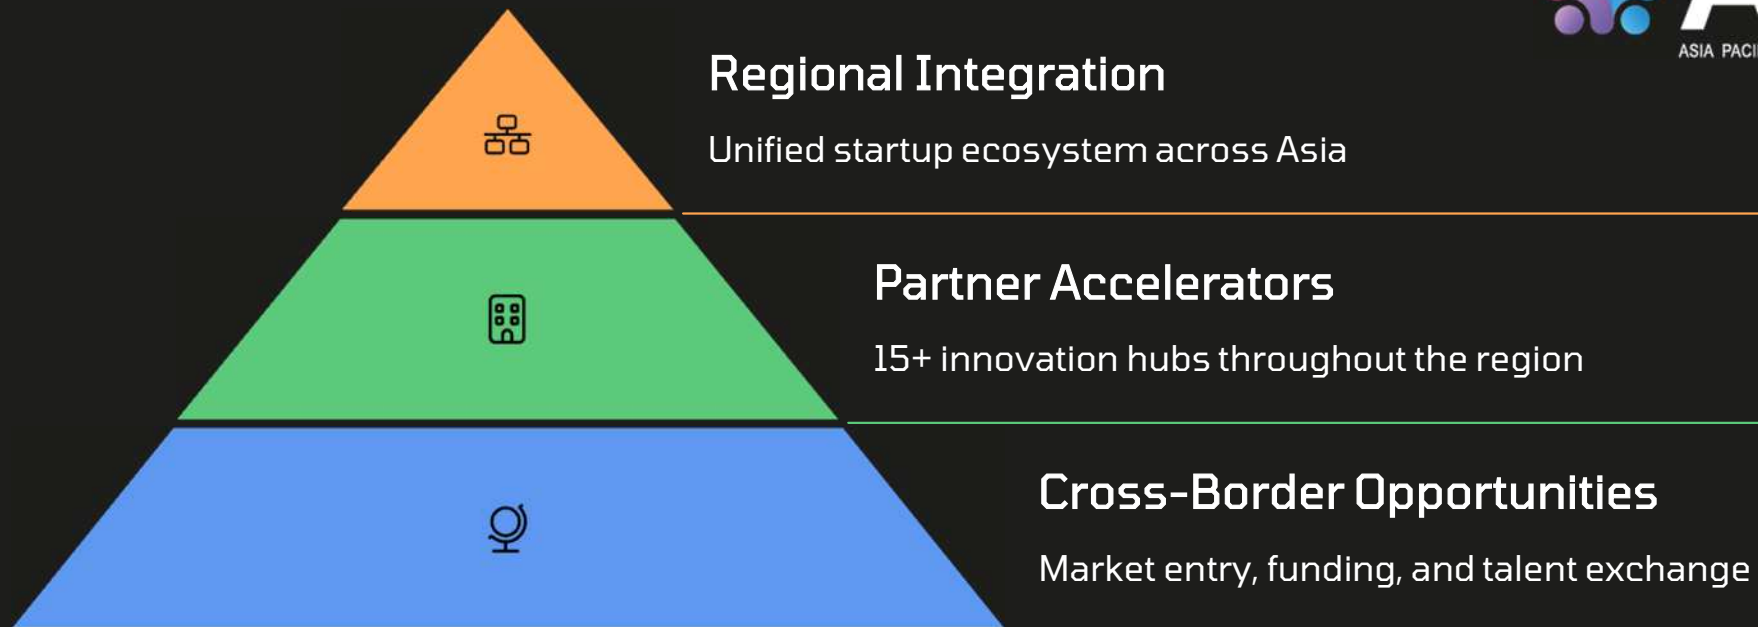 ASIA
Regional Integration
Unified startup ecosystem across Asia
Partner Accelerators
15+ innovation hubs throughout the region
Cross-Border Opportunities
Market entry, funding, and talent exchange